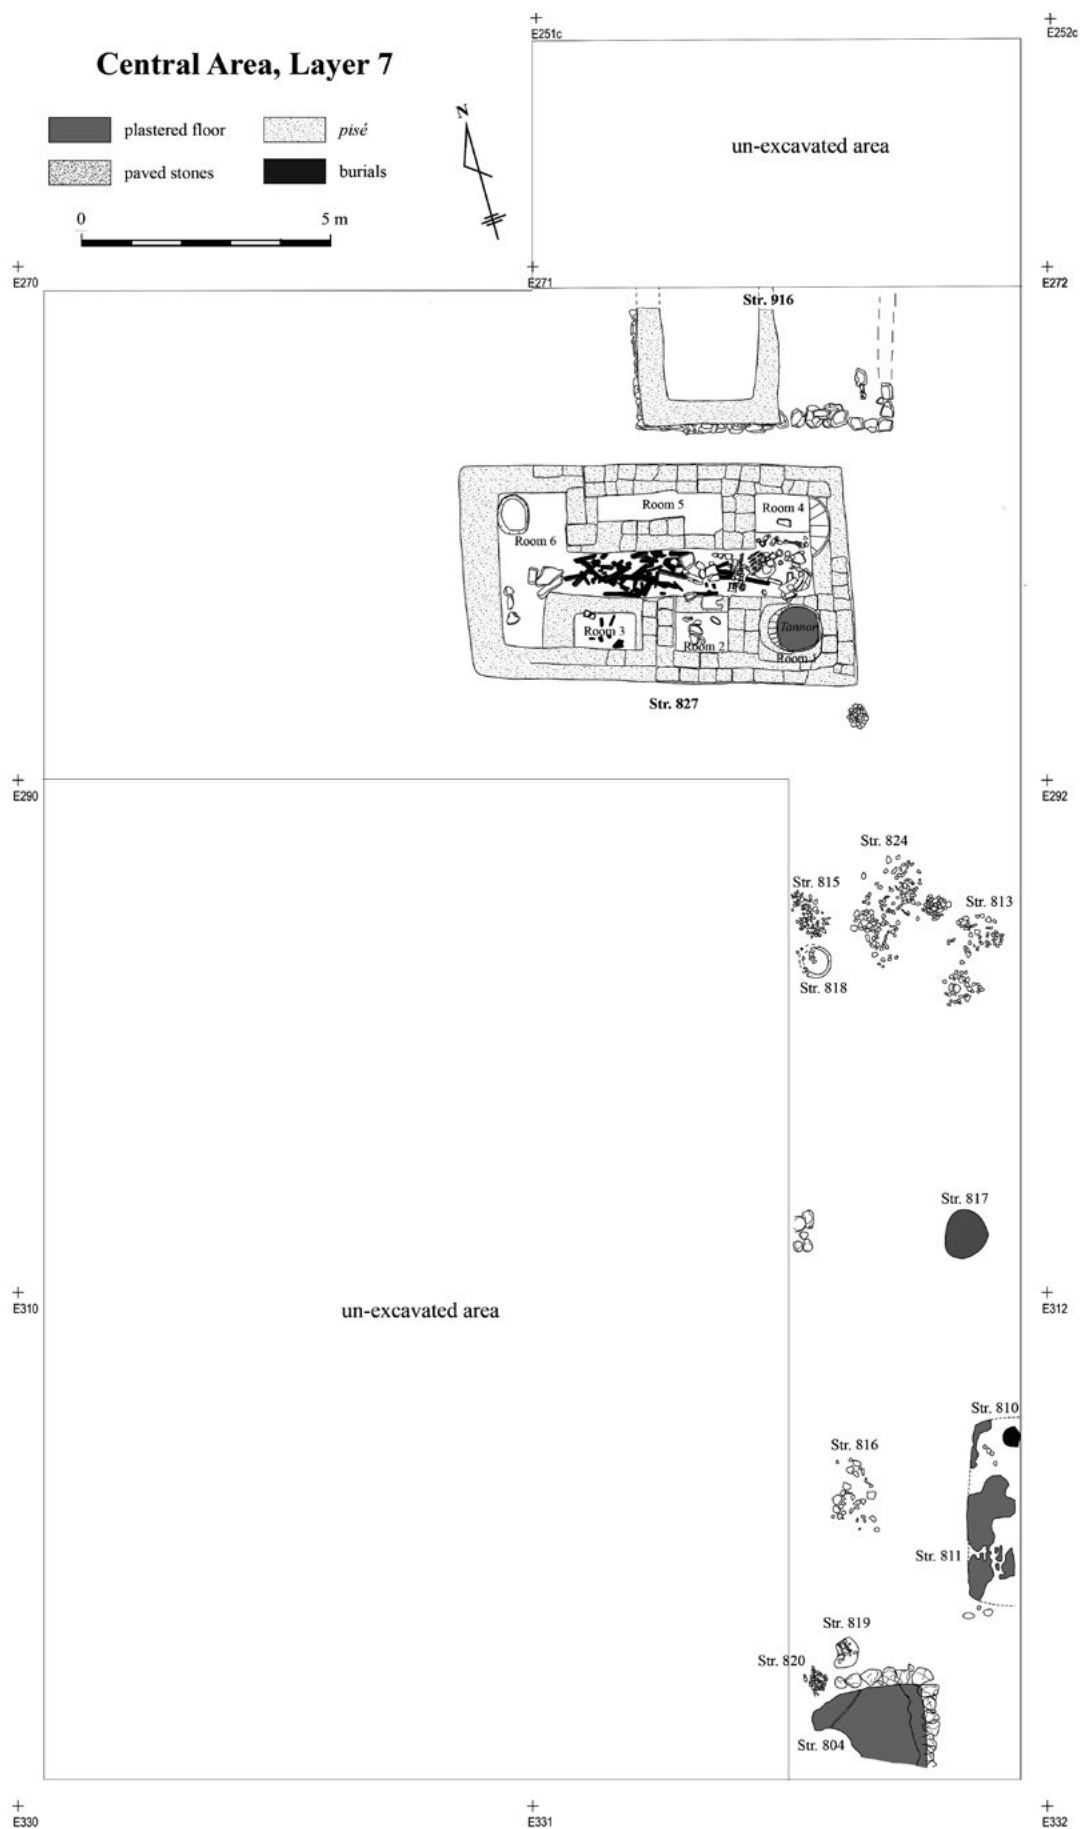 E251c
E252c
Central Area, Layer 7
plastered floor
pisé
paved stones
burials
0
5 m
N
un-excavated area
E270
E271
E272
Str. 916
Room 5
Room 4
Room 6
Room 3
Room 2
Tannor
Room 1
Str. 827
E290
E292
Str. 824
Str. 815
Str. 813
Str. 818
Str. 817
E310
un-excavated area
E312
Str. 810
Str. 816
Str. 811
Str. 819
Str. 820
Str. 804
E330
E331
E332